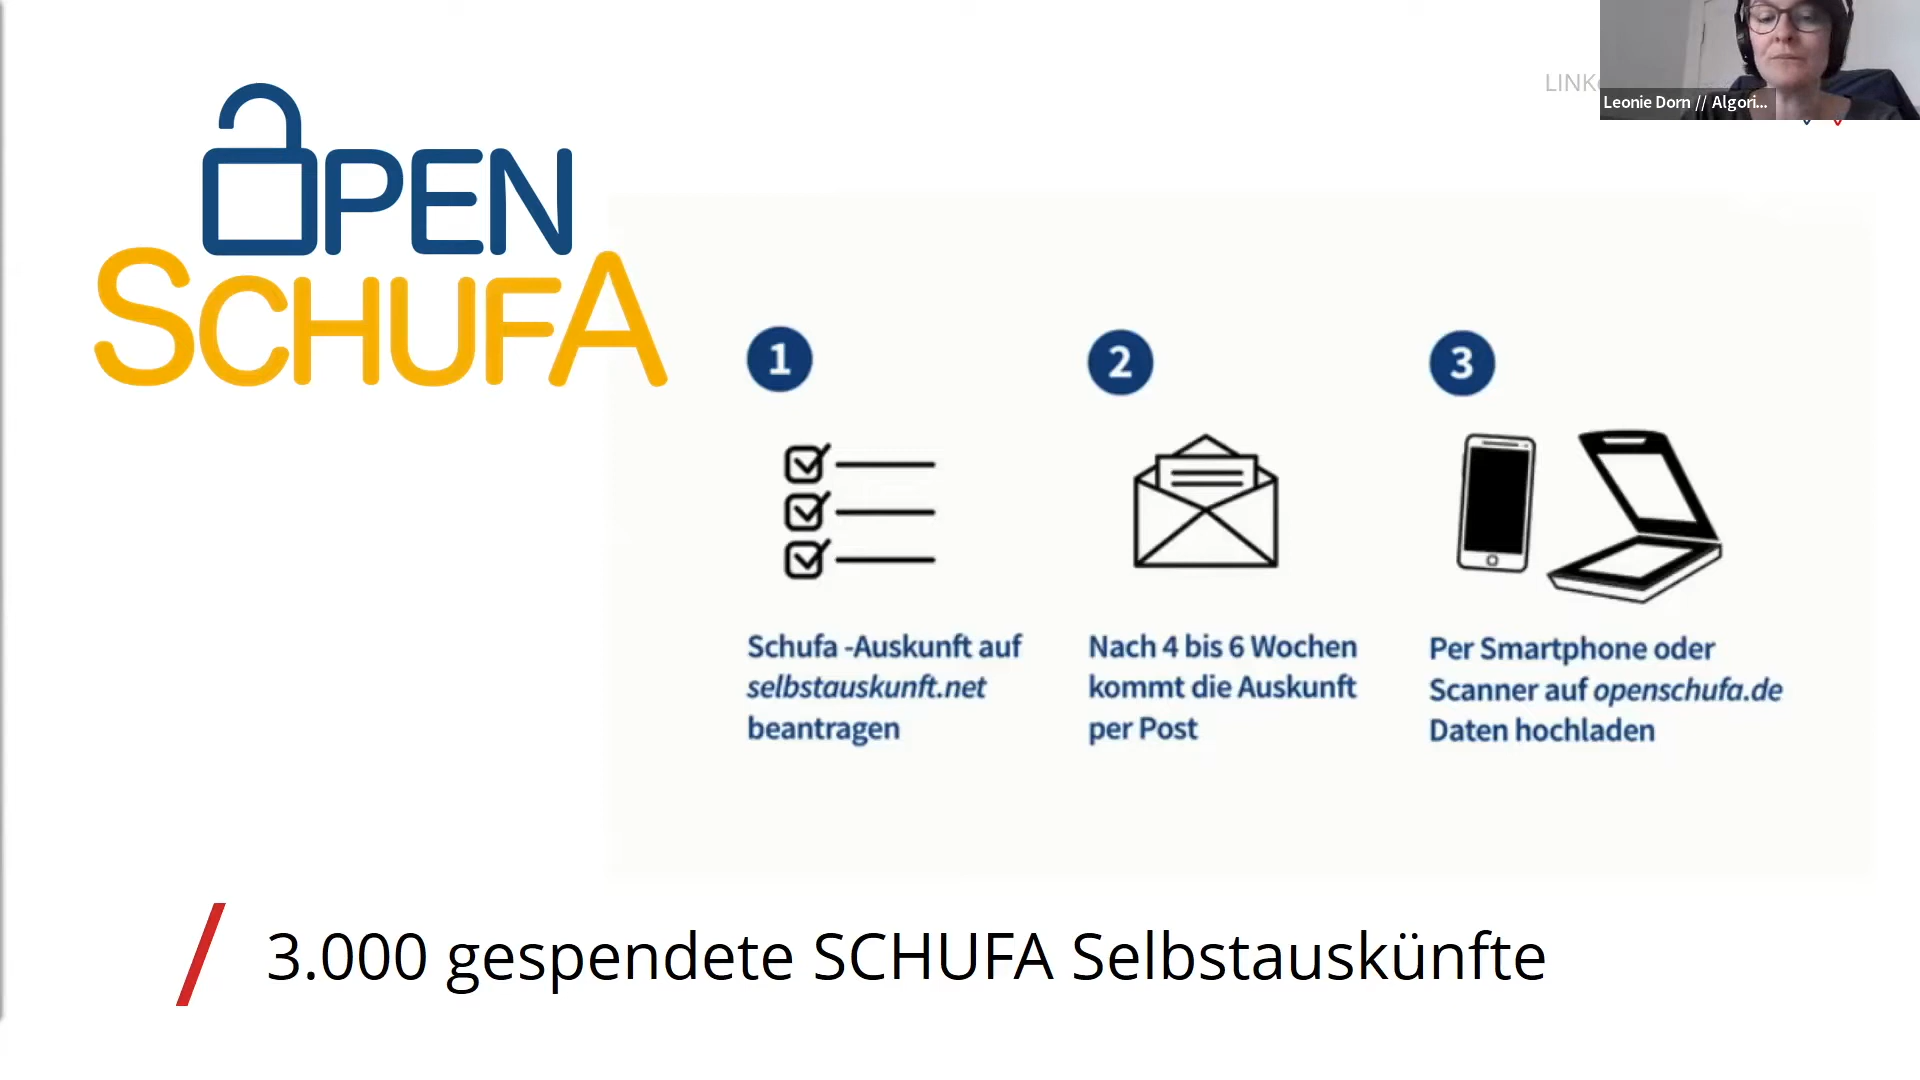 OPEN
SCHUFA
LINK
Leonie Dorn // Algori...
1
2
3
Schufa -Auskunft auf
selbstauskunft.net
beantragen
Nach 4 bis 6 Wochen
kommt die Auskunft
per Post
Per Smartphone oder
Scanner auf openschufa.de
Daten hochladen
3.000 gespendete SCHUFA Selbstauskünfte